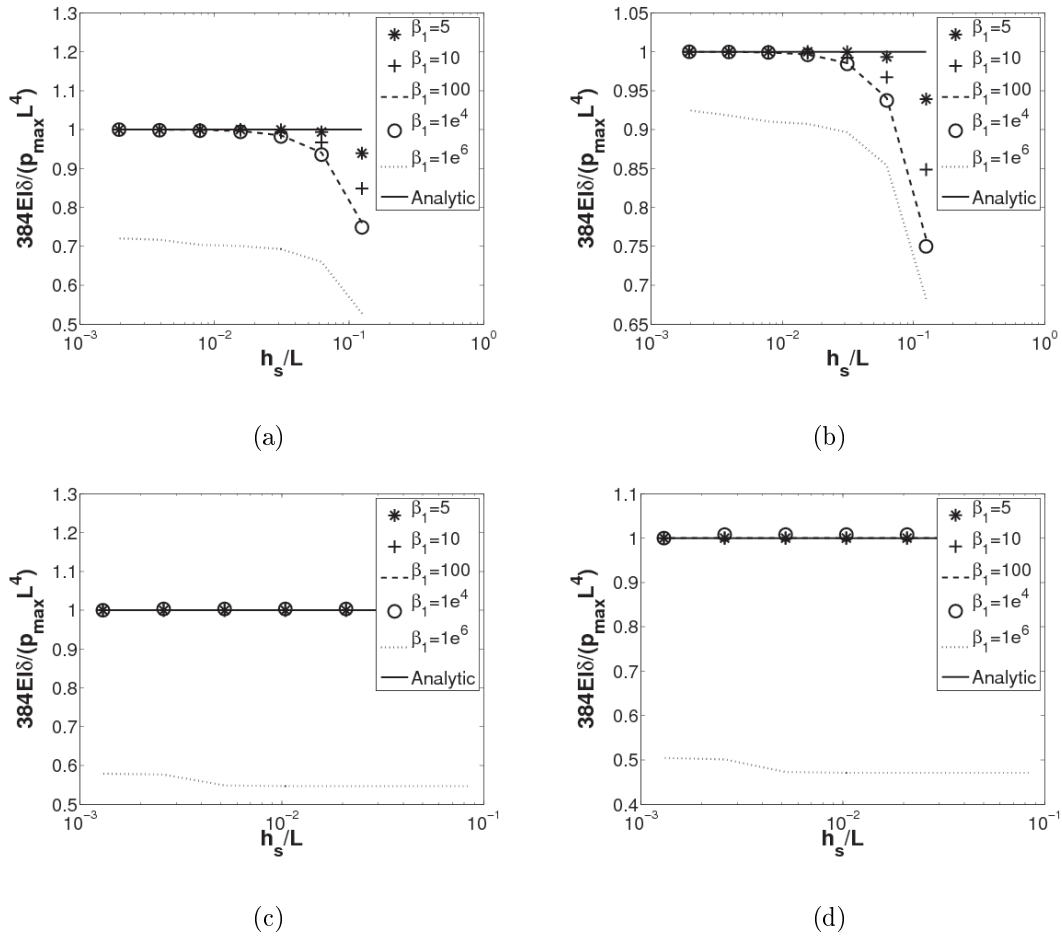 1.3
1.2
1.1
1
0.9
0.8
0.7
0.6
0.5
10^-3
10^-2
10^-1
10^0
h_s/L
384EIδ/(p_max L^4)
β_1=5
β_1=10
β_1=100
β_1=1e^4
β_1=1e^6
Analytic
(a)
1.05
1
0.95
0.9
0.85
0.8
0.75
0.7
0.65
10^-3
10^-2
10^-1
10^0
h_s/L
384EIδ/(p_max L^4)
β_1=5
β_1=10
β_1=100
β_1=1e^4
β_1=1e^6
Analytic
(b)
1.3
1.2
1.1
1
0.9
0.8
0.7
0.6
0.5
10^-3
10^-2
10^-1
h_s/L
384EIδ/(p_max L^4)
β_1=5
β_1=10
β_1=100
β_1=1e^4
β_1=1e^6
Analytic
(c)
1.1
1
0.9
0.8
0.7
0.6
0.5
0.4
10^-3
10^-2
10^-1
h_s/L
384EIδ/(p_max L^4)
β_1=5
β_1=10
β_1=100
β_1=1e^4
β_1=1e^6
Analytic
(d)